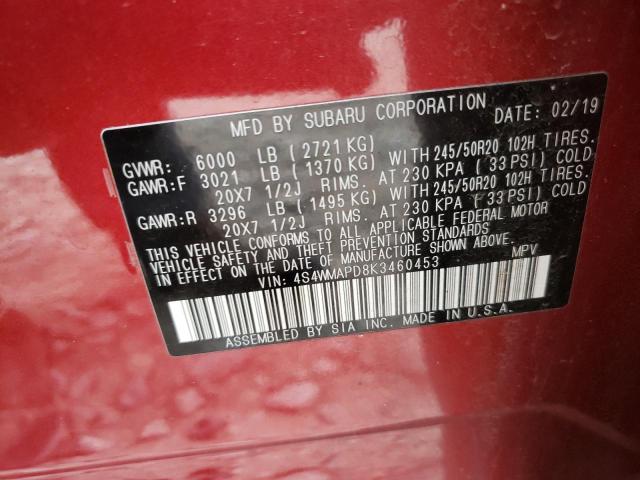 MFD BY SUBARU CORPORATION DATE: 02/19
GVWR: 6000 LB (2721 KG)
GAWR:F 3021 LB (1370 KG) WITH 245/50R20 102H TIRES.
20X7 1/2J RIMS. AT 230 KPA (33 PSI) COLD
GAWR:R 3296 LB (1495 KG) WITH 245/50R20 102H TIRES.
20X7 1/2J RIMS. AT 230 KPA (33 PSI) COLD
THIS VEHICLE CONFORMS TO ALL APPLICABLE FEDERAL MOTOR
VEHICLE SAFETY AND THEFT PREVENTION STANDARDS IN
EFFECT ON THE DATE OF MANUFACTURE SHOWN ABOVE.
VIN: 4S4WMAPD8K3460453 MPV
ASSEMBLED BY SIA INC. MADE IN U.S.A.